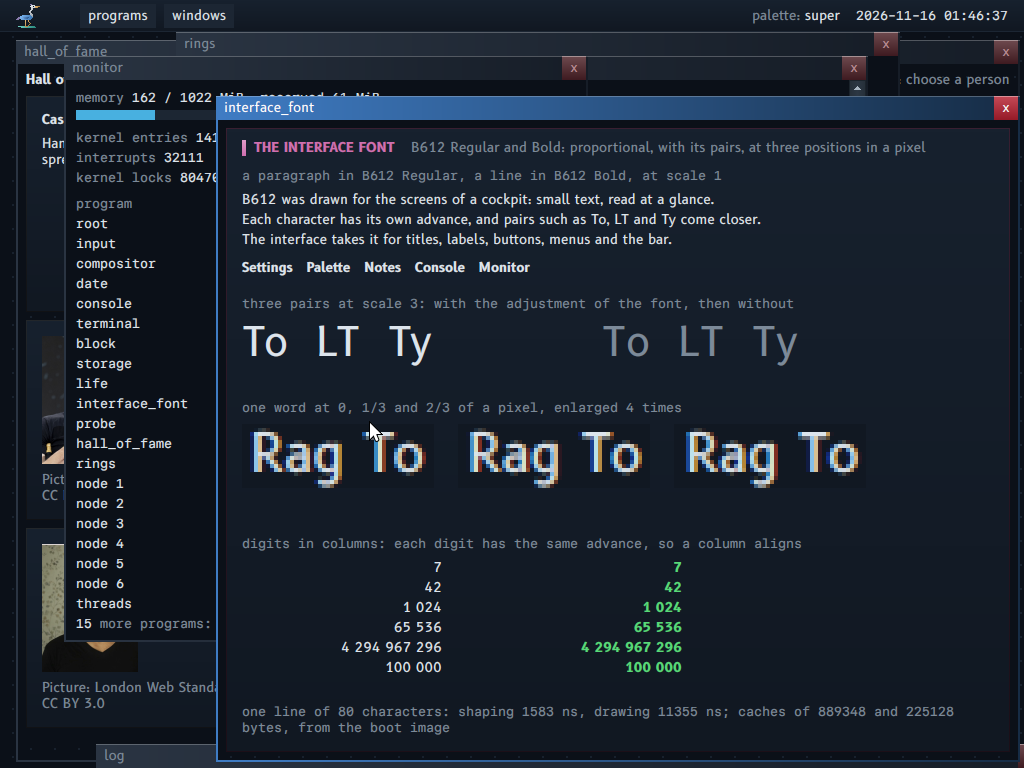 programs windows palette: super 2026-11-16 01:46:37
rings x
hall_of_fame x
monitor x x
Hall o choose a person
memory 162 / 1022
interface_font x
Cas
Han
spre
kernel entries 141
interrupts 32111
kernel locks 80476
program
root
input
compositor
date
console
terminal
block
storage
life
interface_font
probe
hall_of_fame
rings
node 1
node 2
node 3
node 4
node 5
node 6
threads
15 more programs:
Pict
CC
Picture: London Web Standa
CC BY 3.0
log
THE INTERFACE FONT B612 Regular and Bold: proportional, with its pairs, at three positions in a pixel
a paragraph in B612 Regular, a line in B612 Bold, at scale 1
B612 was drawn for the screens of a cockpit: small text, read at a glance.
Each character has its own advance, and pairs such as To, LT and Ty come closer.
The interface takes it for titles, labels, buttons, menus and the bar.
Settings Palette Notes Console Monitor
three pairs at scale 3: with the adjustment of the font, then without
To LT Ty To LT Ty
one word at 0, 1/3 and 2/3 of a pixel, enlarged 4 times
Rag To Rag To Rag To
digits in columns: each digit has the same advance, so a column aligns
7 7
42 42
1 024 1 024
65 536 65 536
4 294 967 296 4 294 967 296
100 000 100 000
one line of 80 characters: shaping 1583 ns, drawing 11355 ns; caches of 889348 and 225128
bytes, from the boot image